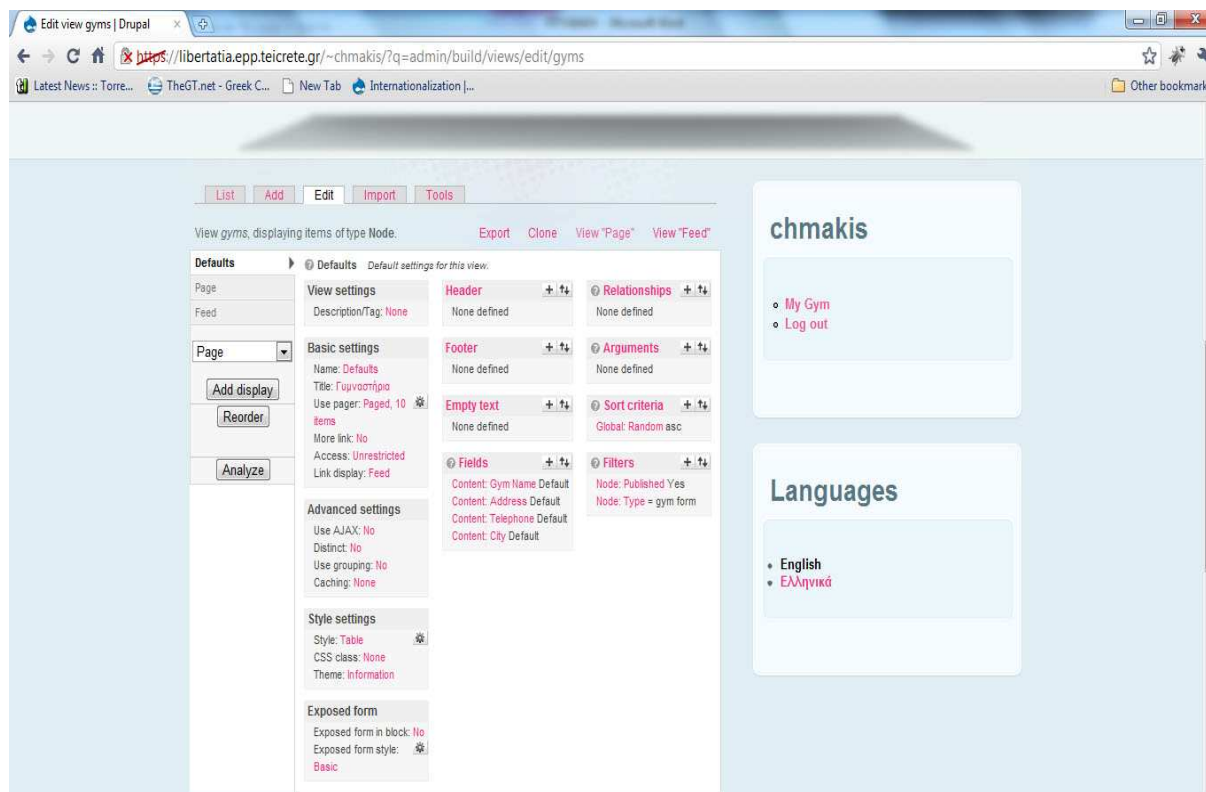 Edit view gyms | Drupal
https://libertatia.epp.teicrete.gr/~chmakis/?q=admin/build/views/edit/gyms
Latest News :: Torre... TheGT.net - Greek C... New Tab Internationalization |... Other bookmark
List Add Edit Import Tools
View gyms, displaying items of type Node. Export Clone View "Page" View "Feed"
Defaults
Page
Feed
Page
Add display
Reorder
Analyze
Defaults Default settings for this view.
View settings
Description/Tag: None
Basic settings
Name: Defaults
Title: Γυμναστήρια
Use pager: Paged, 10
items
More link: No
Access: Unrestricted
Link display: Feed
Advanced settings
Use AJAX: No
Distinct: No
Use grouping: No
Caching: None
Style settings
Style: Table
CSS class: None
Theme: Information
Exposed form
Exposed form in block: No
Exposed form style:
Basic
Header
None defined
Footer
None defined
Empty text
None defined
Fields
Content: Gym Name Default
Content: Address Default
Content: Telephone Default
Content: City Default
Relationships
None defined
Arguments
None defined
Sort criteria
Global: Random asc
Filters
Node: Published Yes
Node: Type = gym form
chmakis
My Gym
Log out
Languages
English
Ελληνικά